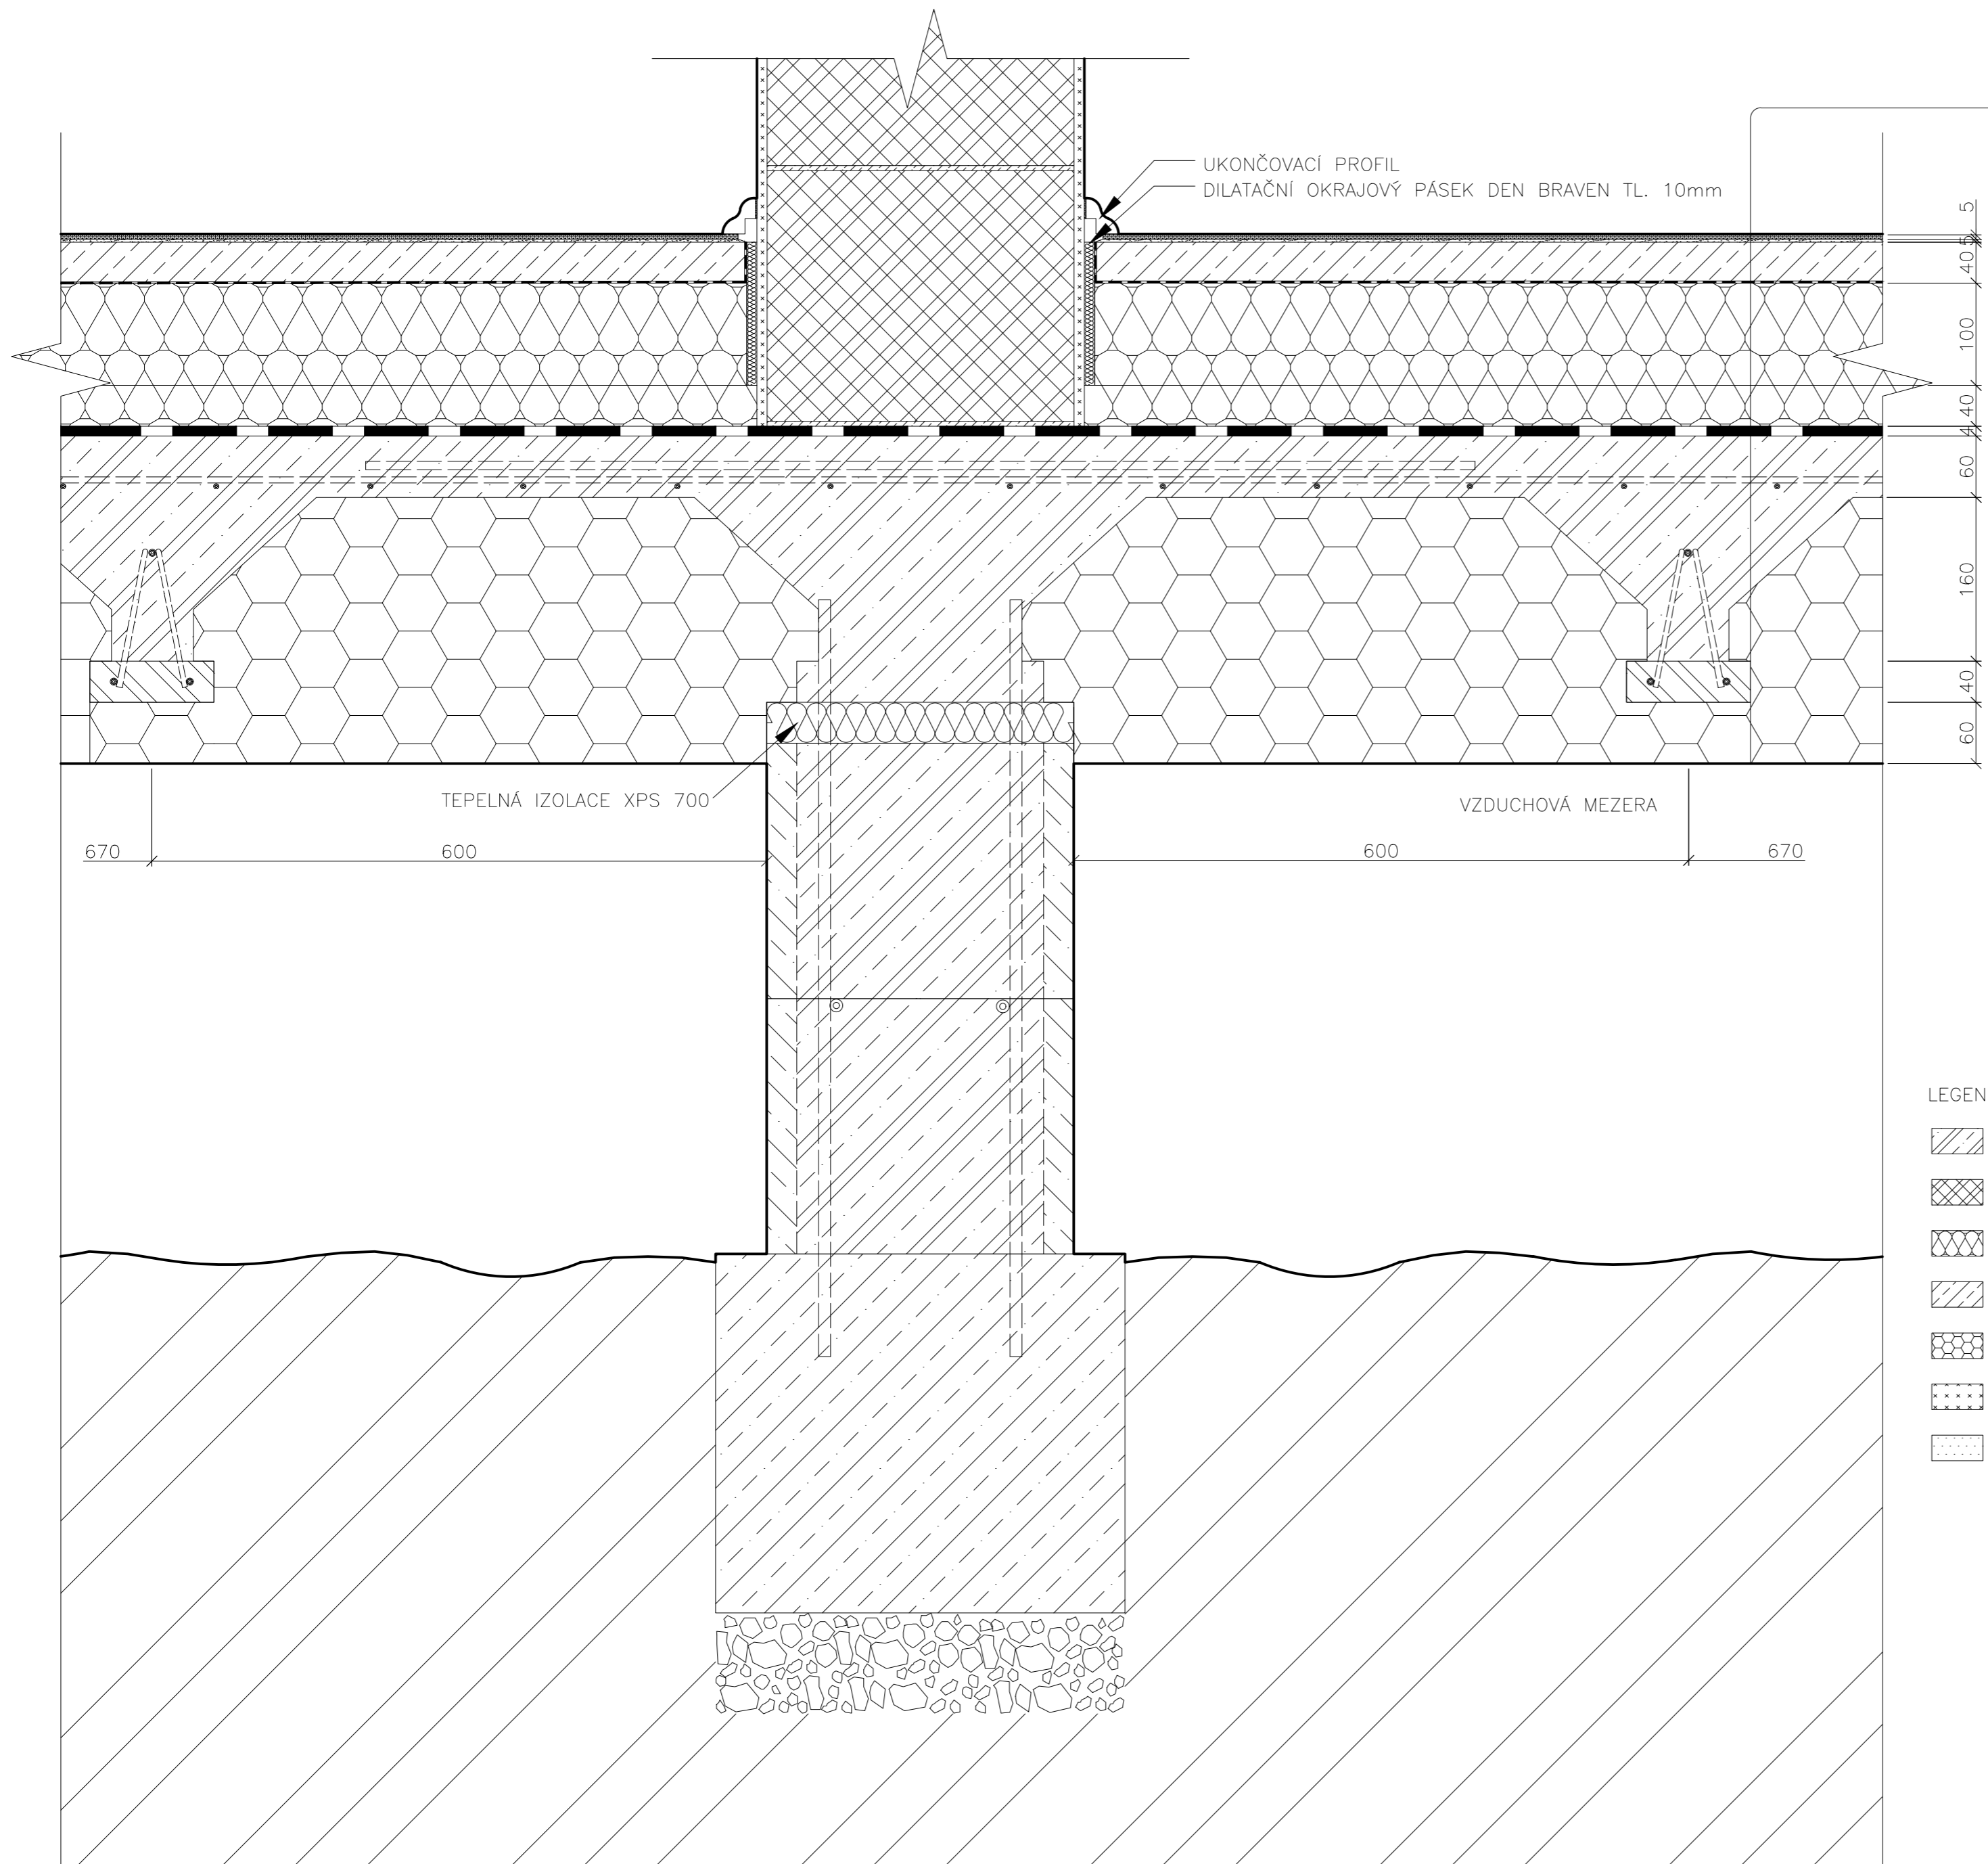 UKONČOVACÍ PROFIL
DILATAČNÍ OKRAJOVÝ PÁSEK DEN BRAVEN TL. 10mm
5
5
40
100
40
4
60
160
40
60
TEPELNÁ IZOLACE XPS 700
VZDUCHOVÁ MEZERA
670
600
600
670
LEGEN